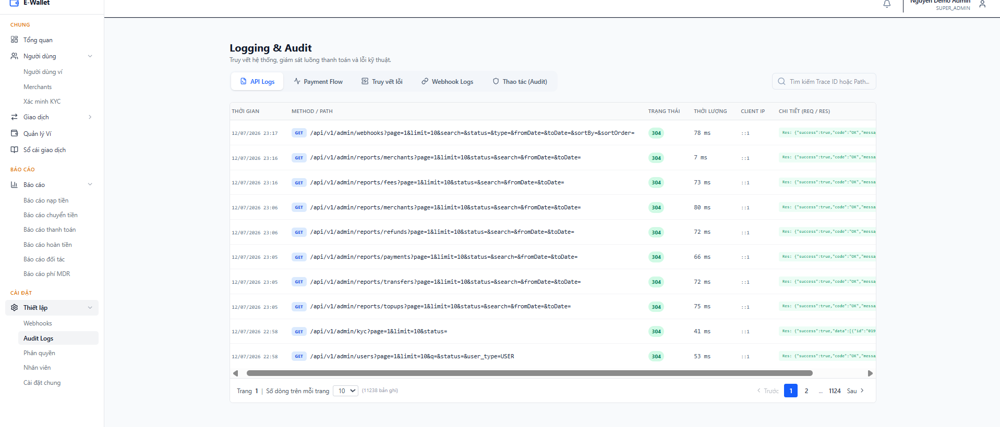 E-Wallet
Nguyen Demo Admin
SUPER_ADMIN
CHUNG
Tổng quan
Người dùng
Người dùng ví
Merchants
Xác minh KYC
Giao dịch
Quản lý Ví
Sổ cái giao dịch
BÁO CÁO
Báo cáo
Báo cáo nạp tiền
Báo cáo chuyển tiền
Báo cáo thanh toán
Báo cáo hoàn tiền
Báo cáo đối tác
Báo cáo phí MDR
CÀI ĐẶT
Thiết lập
Webhooks
Audit Logs
Phân quyền
Nhân viên
Cài đặt chung
Logging & Audit
Truy vết hệ thống, giám sát luồng thanh toán và lỗi kỹ thuật.
API Logs Payment Flow Truy vết lỗi Webhook Logs Thao tác (Audit)
Tìm kiếm Trace ID hoặc Path...
THỜI GIAN METHOD / PATH TRẠNG THÁI THỜI LƯỢNG CLIENT IP CHI TIẾT (REQ / RES)
12/07/2026 23:17 GET /api/v1/admin/webhooks?page=1&limit=10&search=&status=&type=&fromDate=&toDate=&sortBy=&sortOrder= 304 78 ms ::1 Res: {"success":true,"code":"OK","messa
12/07/2026 23:16 GET /api/v1/admin/reports/merchants?page=1&limit=10&status=&search=&fromDate=&toDate= 304 7 ms ::1 Res: {"success":true,"code":"OK","messa
12/07/2026 23:16 GET /api/v1/admin/reports/fees?page=1&limit=10&status=&search=&fromDate=&toDate= 304 73 ms ::1 Res: {"success":true,"code":"OK","messa
12/07/2026 23:06 GET /api/v1/admin/reports/merchants?page=1&limit=10&status=&search=&fromDate=&toDate= 304 80 ms ::1 Res: {"success":true,"code":"OK","messa
12/07/2026 23:06 GET /api/v1/admin/reports/refunds?page=1&limit=10&status=&search=&fromDate=&toDate= 304 72 ms ::1 Res: {"success":true,"code":"OK","messa
12/07/2026 23:05 GET /api/v1/admin/reports/payments?page=1&limit=10&status=&search=&fromDate=&toDate= 304 66 ms ::1 Res: {"success":true,"code":"OK","messa
12/07/2026 23:05 GET /api/v1/admin/reports/transfers?page=1&limit=10&status=&search=&fromDate=&toDate= 304 72 ms ::1 Res: {"success":true,"code":"OK","messa
12/07/2026 23:05 GET /api/v1/admin/reports/topups?page=1&limit=10&status=&search=&fromDate=&toDate= 304 75 ms ::1 Res: {"success":true,"code":"OK","messa
12/07/2026 22:58 GET /api/v1/admin/kyc?page=1&limit=10&status= 304 41 ms ::1 Res: {"success":true,"data":[{"id":"019
12/07/2026 22:58 GET /api/v1/admin/users?page=1&limit=10&q=&status=&user_type=USER 304 53 ms ::1 Res: {"success":true,"code":"OK","messa
Trang 1 | Số dòng trên mỗi trang 10 (11238 bản ghi) Trước 1 2 ... 1124 Sau